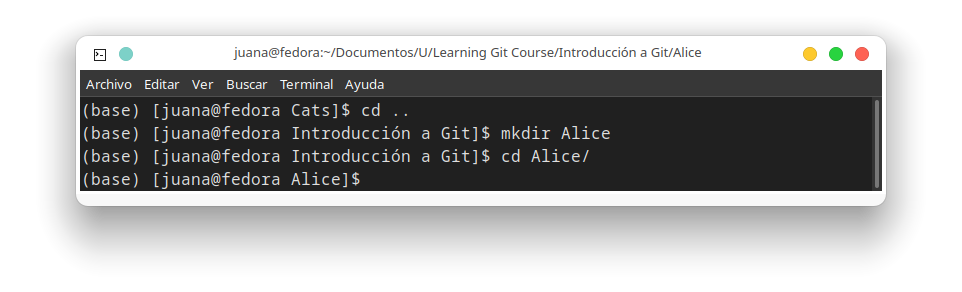 juana@fedora:~/Documentos/U/Learning Git Course/Introducción a Git/Alice
Archivo Editar Ver Buscar Terminal Ayuda
(base) [juana@fedora Cats]$ cd ..
(base) [juana@fedora Introducción a Git]$ mkdir Alice
(base) [juana@fedora Introducción a Git]$ cd Alice/
(base) [juana@fedora Alice]$